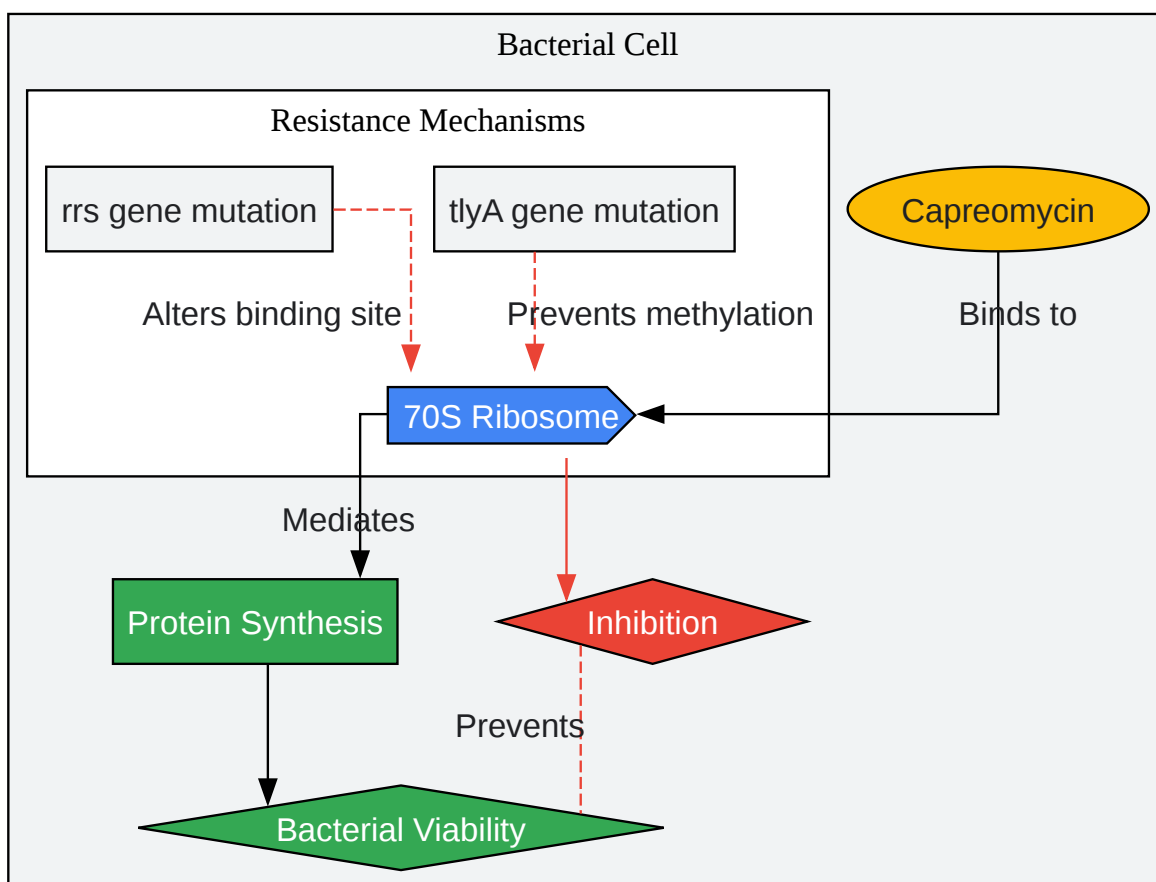 Bacterial Cell
Resistance Mechanisms
rrs gene mutation
tlyA gene mutation
Capreomycin
Alters binding site
Prevents methylation
Binds to
70S Ribosome
Mediates
Protein Synthesis
Inhibition
Prevents
Bacterial Viability